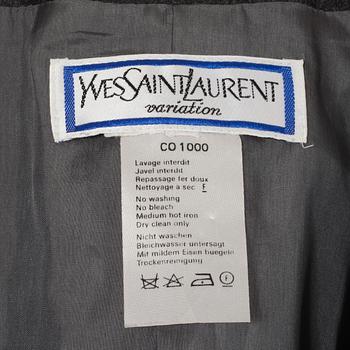 YVESSAINTLAURENT
variation
CO 1000
Lavage interdit
Javel interdit
Repassage fer doux
Nettoyage a sec F
No washing
No bleach
Medium hot iron
Dry clean only
Nicht waschen
Bleichwasser untersagt
Mit mildem Eisen buegeln
Trockenreinigung
F